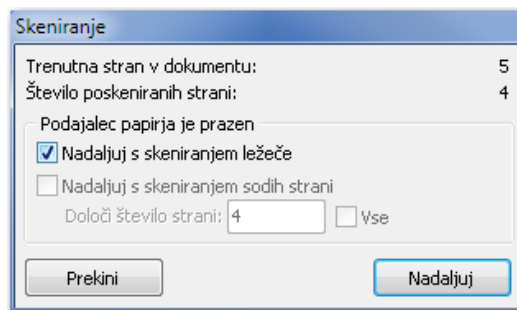 Skeniranje
Trenutna stran v dokumentu: 5
Število poskeniranih strani: 4
Podajalec papirja je prazen
Nadaljuj s skeniranjem ležeče
Nadaljuj s skeniranjem sodih strani
Določi število strani: 4 Vse
Prekini Nadaljuj